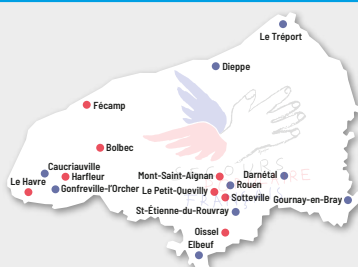 Le Tréport
Dieppe
Fécamp
Bolbec
Caucriauville
Le Havre
Harfleur
Gonfreville-l'Orcher
Mont-Saint-Aignan
Darnétal
Rouen
Le Petit-Quevilly
Sotteville
Gournay-en-Bray
St-Étienne-du-Rouvray
Oissel
Elbeuf